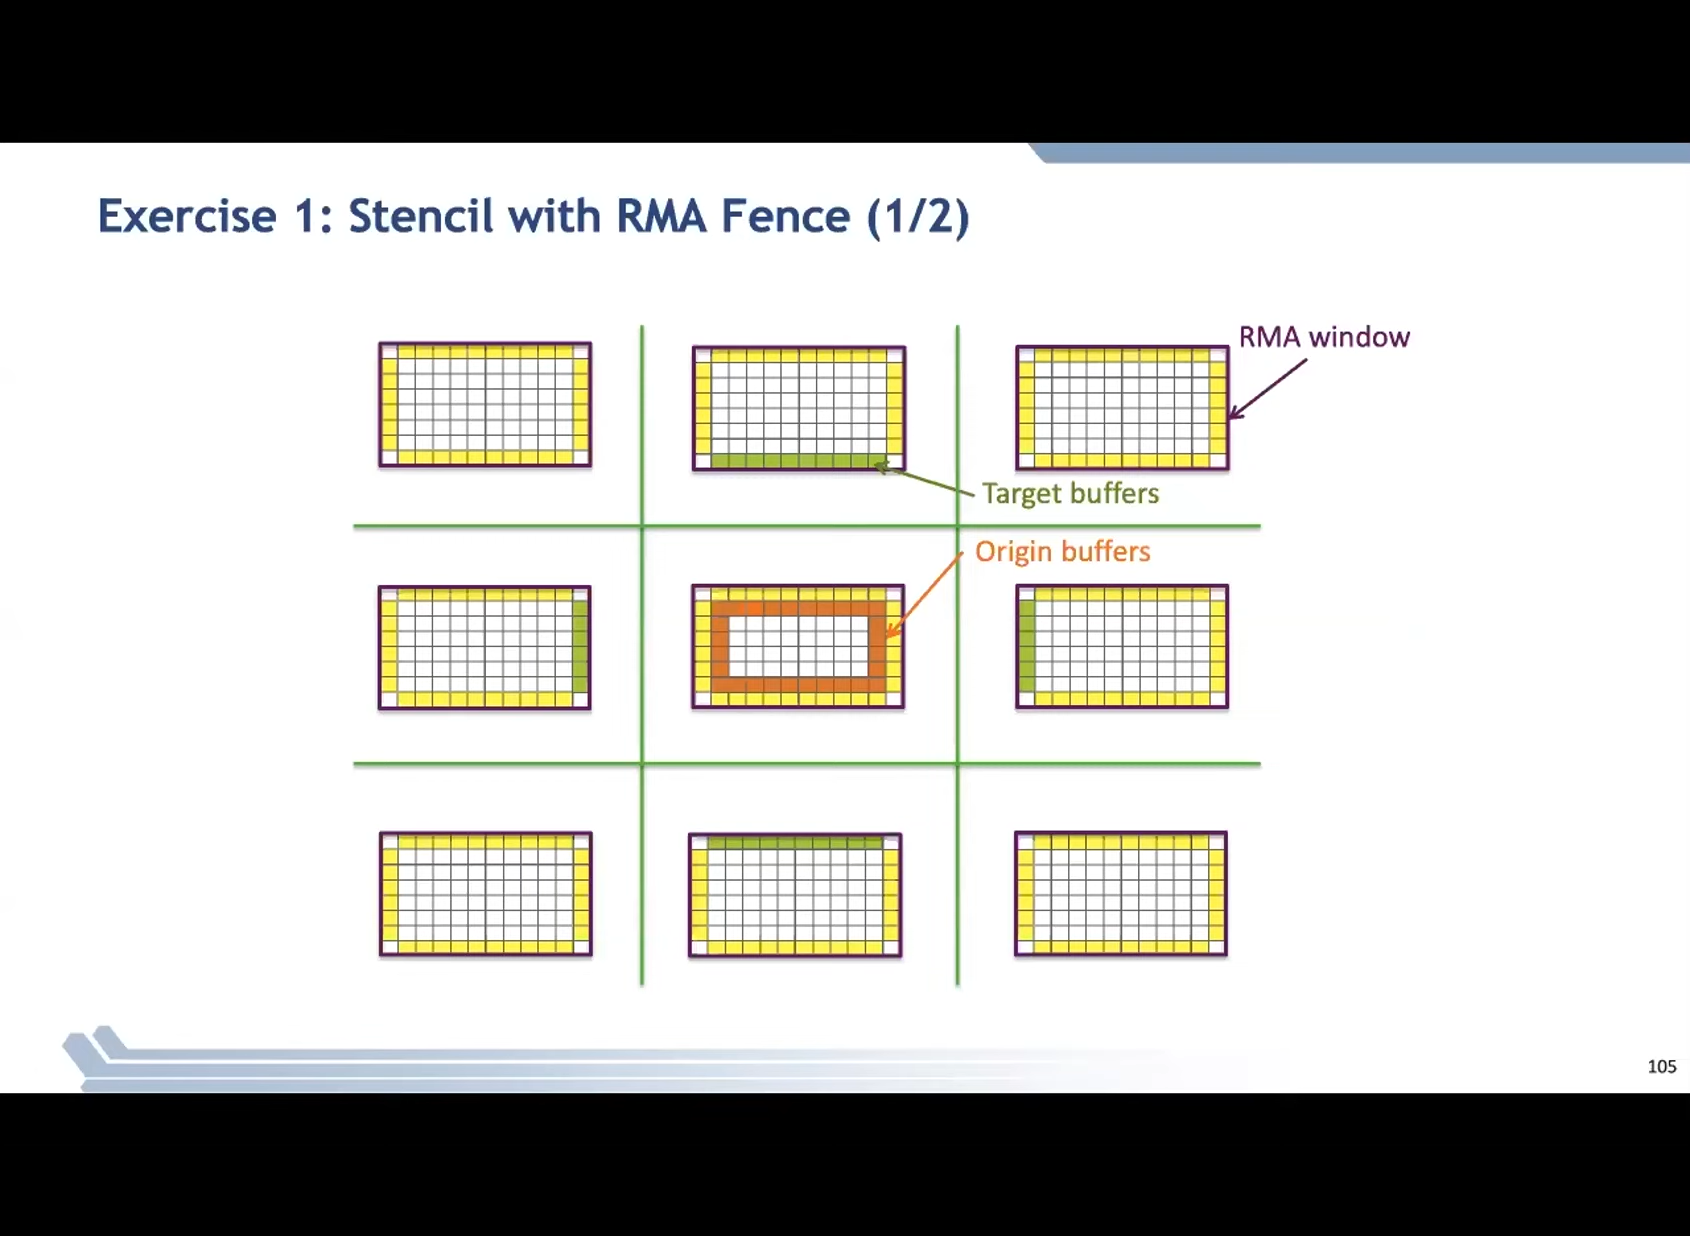 Exercise 1: Stencil with RMA Fence (1/2)
RMA window
Target buffers
Origin buffers
105